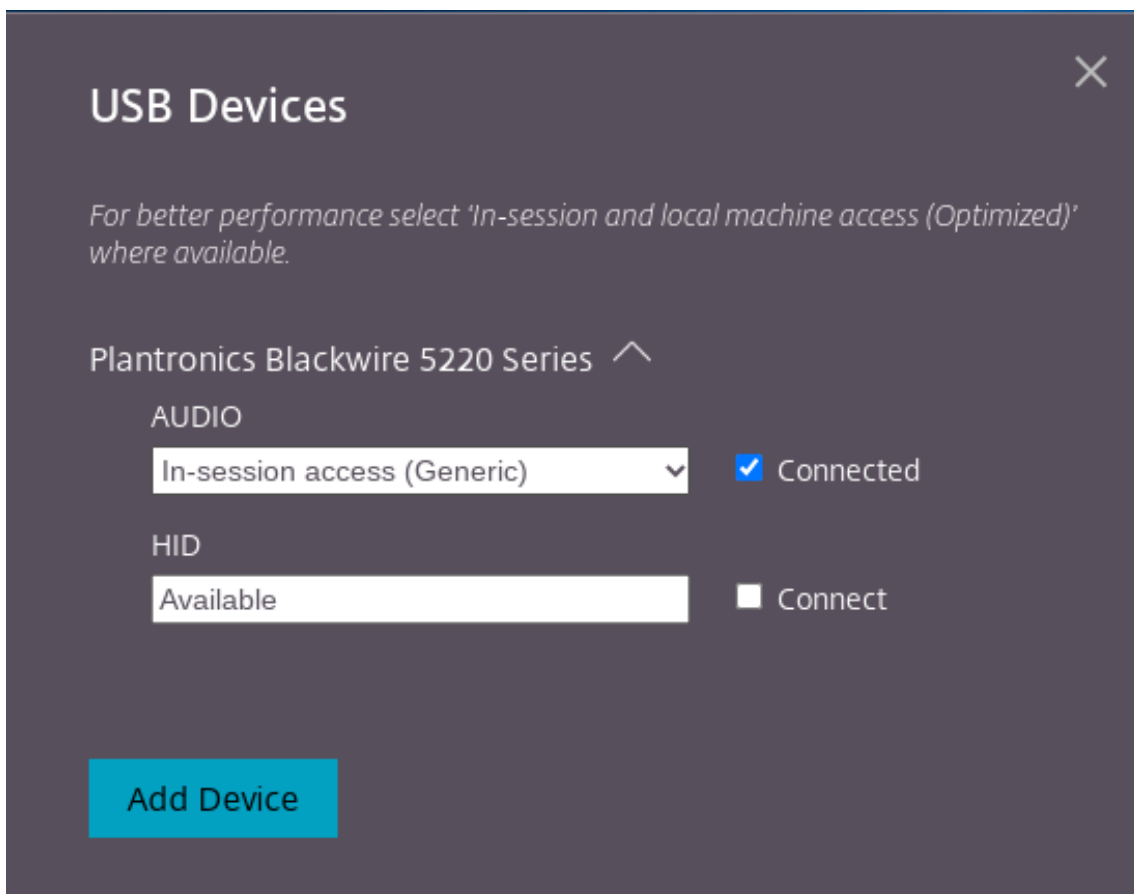 USB Devices
For better performance select 'In-session and local machine access (Optimized)'
where available.
Plantronics Blackwire 5220 Series
AUDIO
In-session access (Generic)
Connected
HID
Available
Connect
Add Device